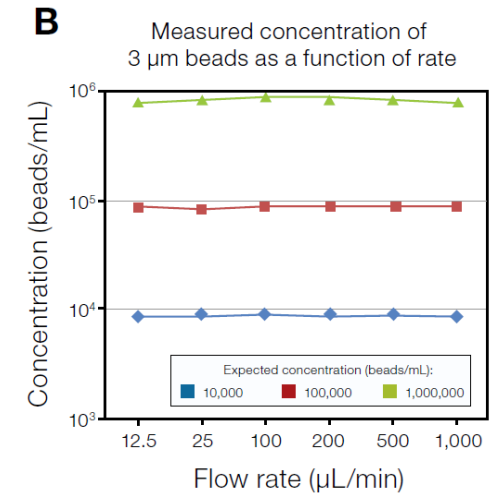 B
Measured concentration of
3 µm beads as a function of rate
Concentration (beads/mL)
10⁶
10⁵
10⁴
10³
Expected concentration (beads/mL):
10,000 100,000 1,000,000
12.5 25 100 200 500 1,000
Flow rate (µL/min)